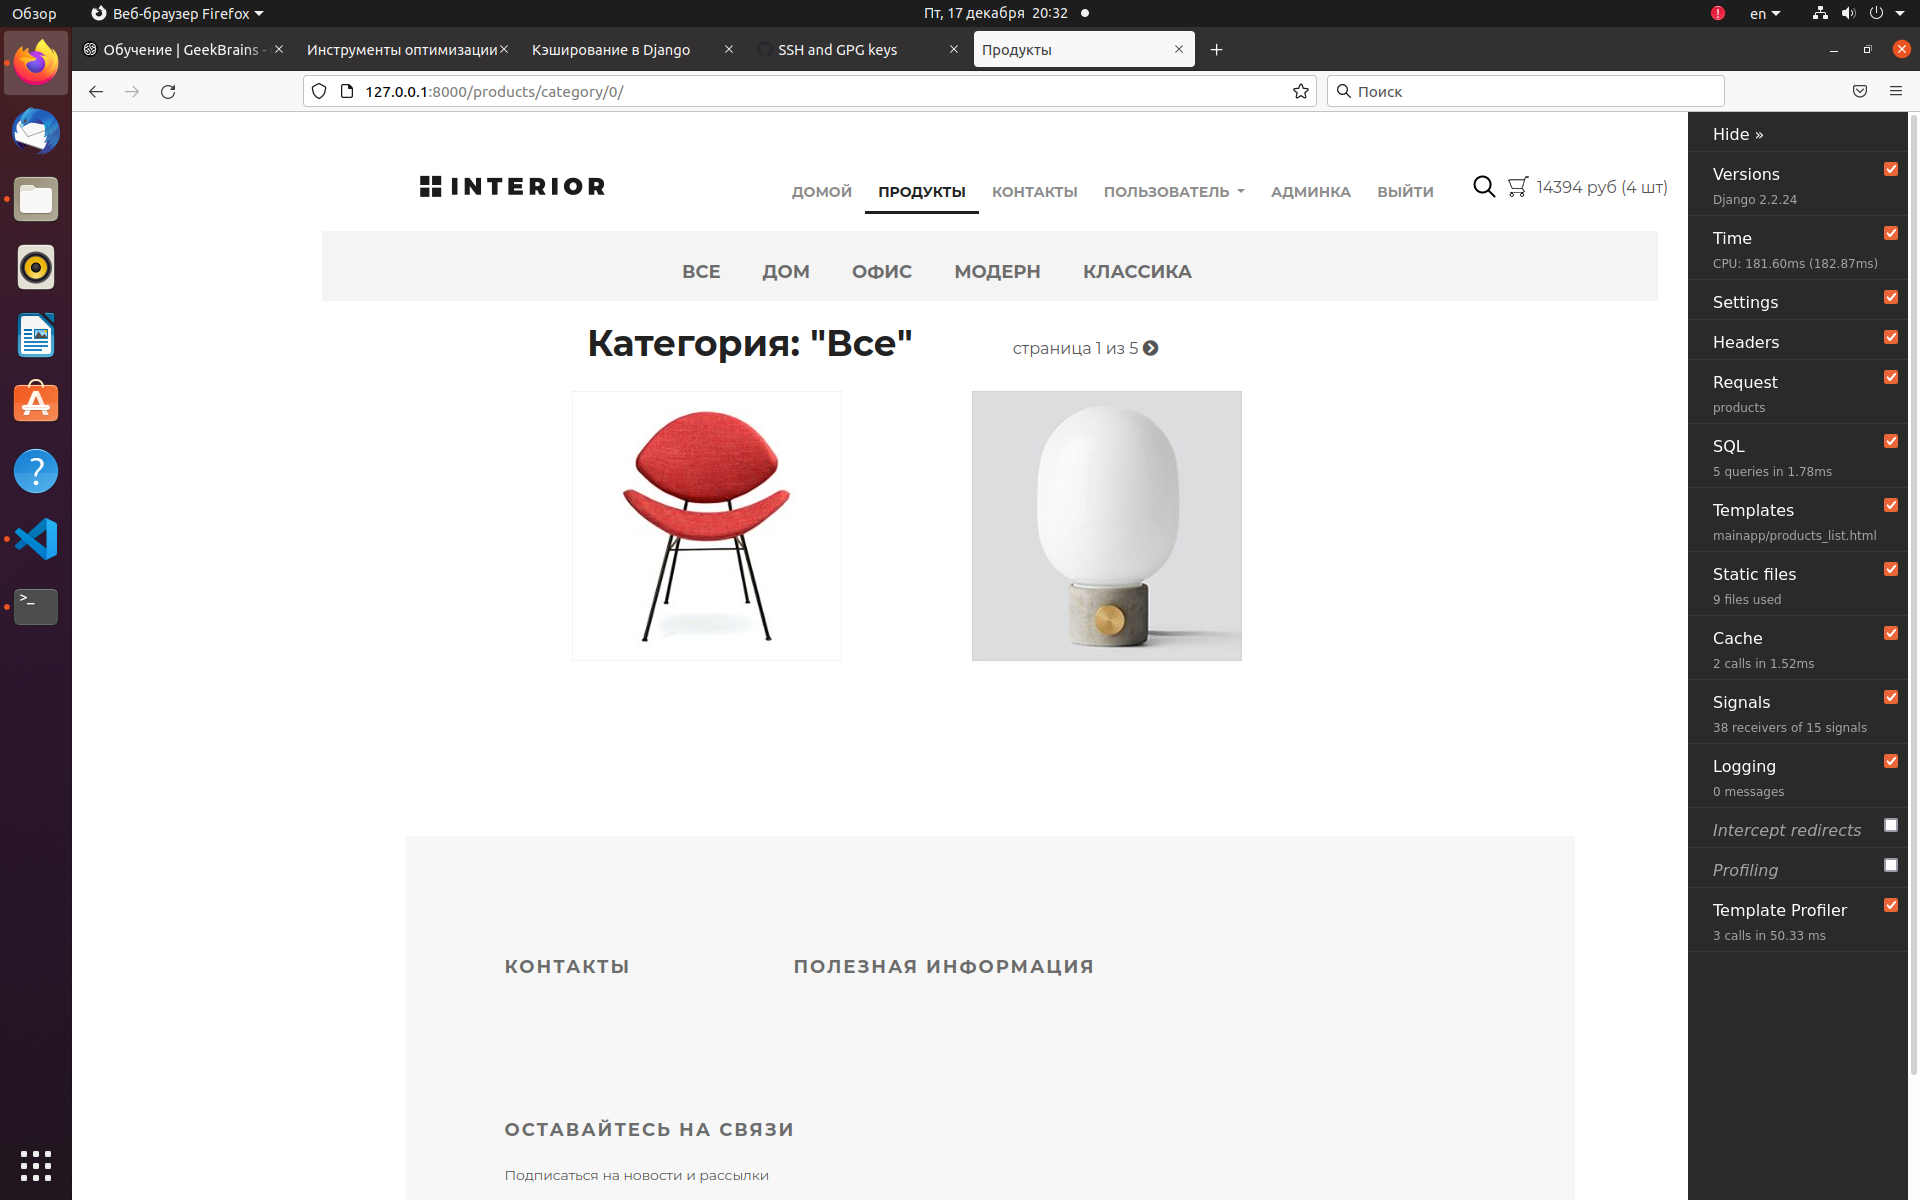 Обзор
Веб-браузер Firefox
Пт, 17 декабря 20:32
en
Обучение | GeekBrains -
Инструменты оптимизации
Кэширование в Django
SSH and GPG keys
Продукты
127.0.0.1:8000/products/category/0/
Поиск
INTERIOR
ДОМОЙ
ПРОДУКТЫ
КОНТАКТЫ
ПОЛЬЗОВАТЕЛЬ
АДМИНКА
ВЫЙТИ
14394 руб (4 шт)
ВСЕ
ДОМ
ОФИС
МОДЕРН
КЛАССИКА
Категория: "Все"
страница 1 из 5
КОНТАКТЫ
ПОЛЕЗНАЯ ИНФОРМАЦИЯ
ОСТАВАЙТЕСЬ НА СВЯЗИ
Подписаться на новости и рассылки
Hide »
Versions
Django 2.2.24
Time
CPU: 181.60ms (182.87ms)
Settings
Headers
Request
products
SQL
5 queries in 1.78ms
Templates
mainapp/products_list.html
Static files
9 files used
Cache
2 calls in 1.52ms
Signals
38 receivers of 15 signals
Logging
0 messages
Intercept redirects
Profiling
Template Profiler
3 calls in 50.33 ms